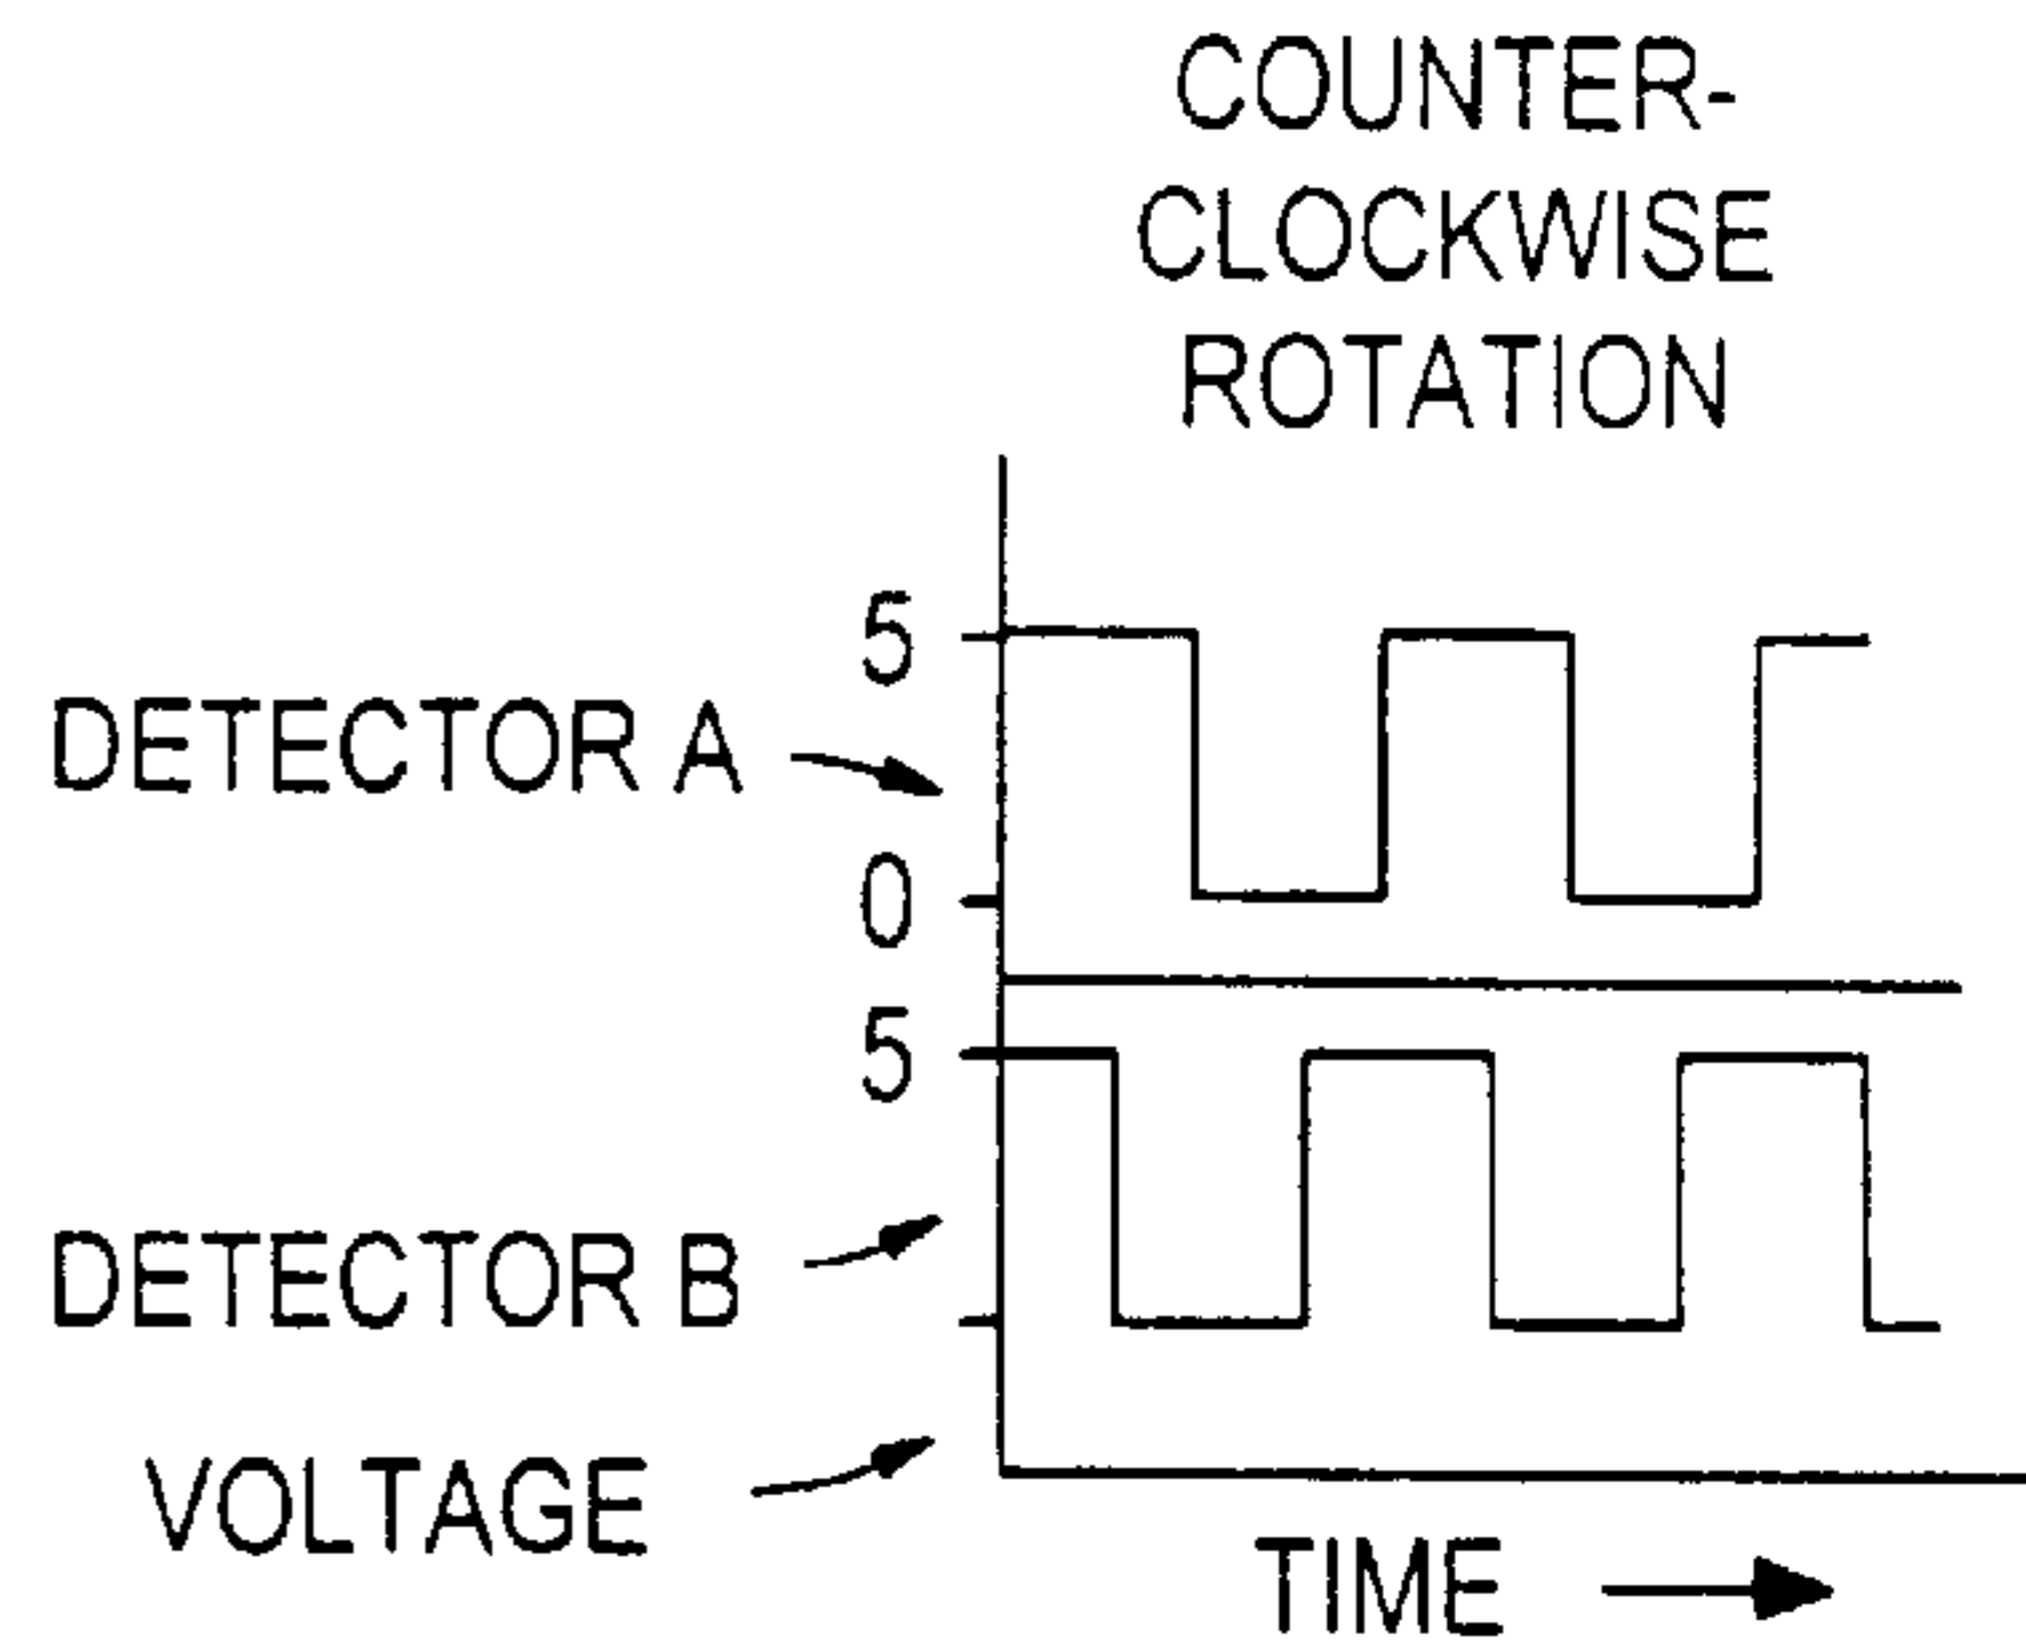 COUNTER-
CLOCKWISE
ROTATION
5
DETECTOR A
0
5
DETECTOR B
VOLTAGE
TIME